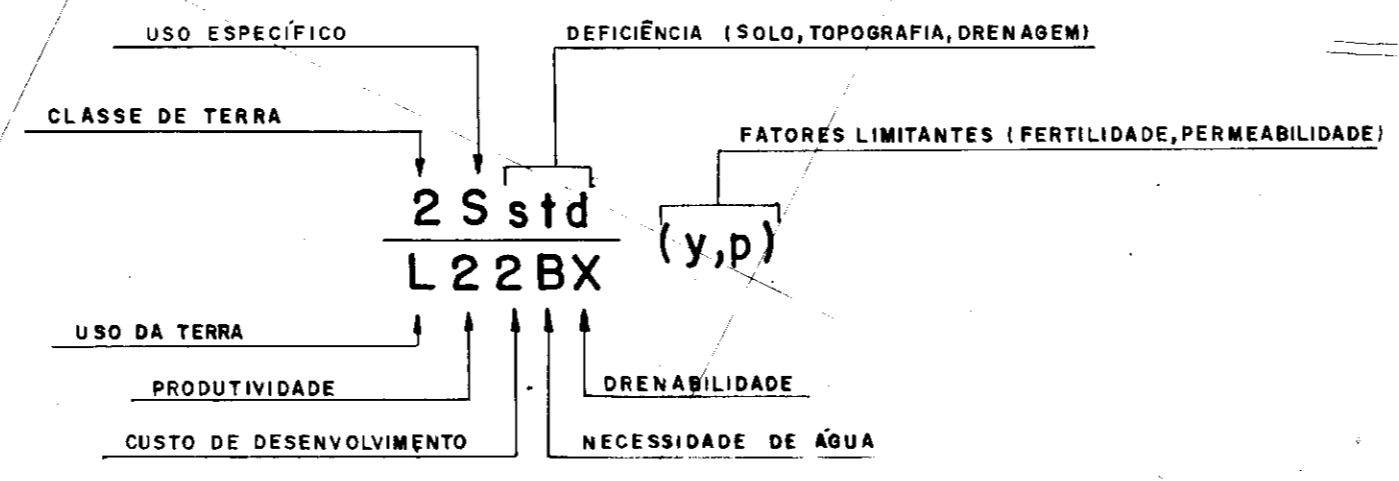 USO ESPECÍFICO
DEFICIÊNCIA (SOLO, TOPOGRAFIA, DRENAGEM)
CLASSE DE TERRA
FATORES LIMITANTES (FERTILIDADE, PERMEABILIDADE)
2 S std
(y,p)
L 2 2 B X
USO DA TERRA
PRODUTIVIDADE
DRENABILIDADE
CUSTO DE DESENVOLVIMENTO
NECESSIDADE DE ÁGUA